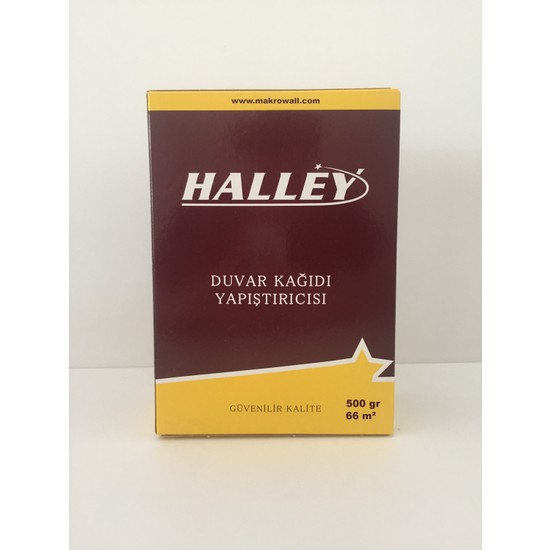 www.makrowall.com
HALLEY
DUVAR KAĞIDI
YAPIŞTIRICISI
GÜVENİLİR KALİTE
500 gr
66 m²